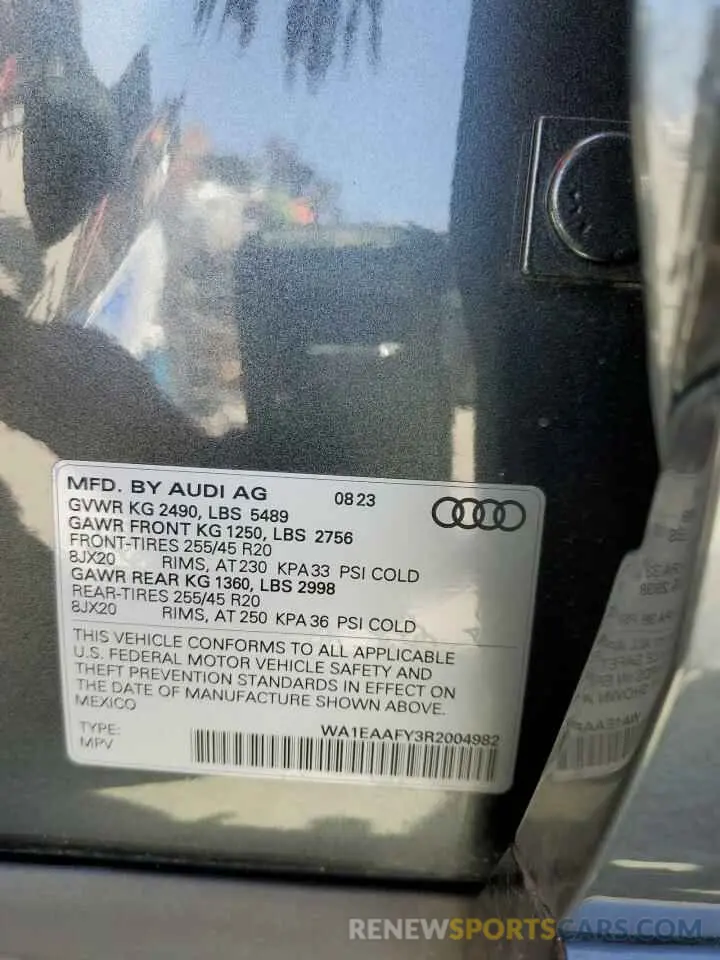 MFD. BY AUDI AG 08 23
GVWR KG 2490, LBS 5489
GAWR FRONT KG 1250, LBS 2756
FRONT-TIRES 255/45 R20
8JX20 RIMS, AT 230 KPA 33 PSI COLD
GAWR REAR KG 1360, LBS 2998
REAR-TIRES 255/45 R20
8JX20 RIMS, AT 250 KPA 36 PSI COLD
THIS VEHICLE CONFORMS TO ALL APPLICABLE
U.S. FEDERAL MOTOR VEHICLE SAFETY AND
THEFT PREVENTION STANDARDS IN EFFECT ON
THE DATE OF MANUFACTURE SHOWN ABOVE.
MEXICO
WA1EAAFY3R2004982
TYPE:
MPV
RENEWSPORTSCARS.COM